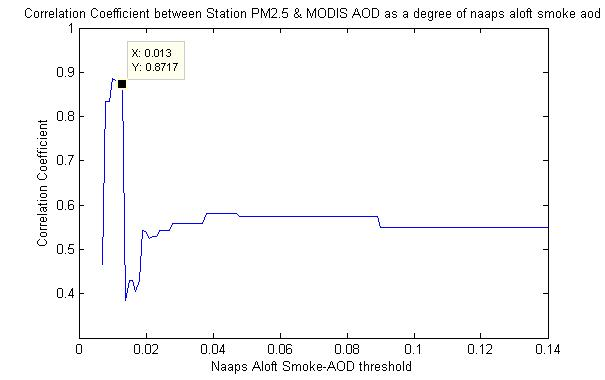 Correlation Coefficient between Station PM2.5 & MODIS AOD as a degree of naaps aloft smoke aod
1
0.9
0.8
0.7
0.6
0.5
0.4
Correlation Coefficient
X: 0.013
Y: 0.8717
0 0.02 0.04 0.06 0.08 0.1 0.12 0.14
Naaps Aloft Smoke-AOD threshold